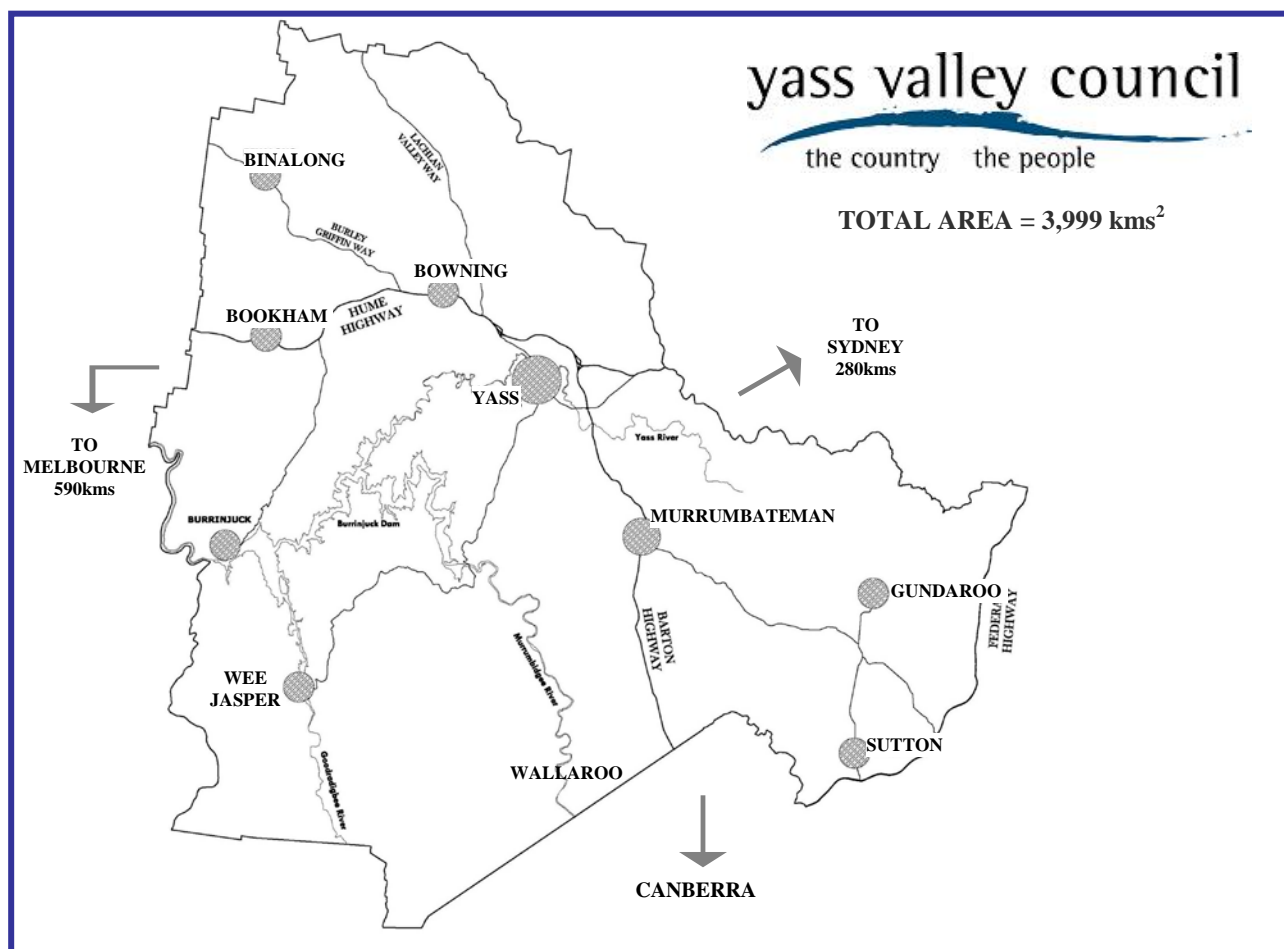 yass valley council
the country the people
TOTAL AREA = 3,999 kms²
BINALONG
LACHLAN
VALLEY WAY
BURLEY
GRIFFIN WAY
BOWNING
BOOKHAM
HUME
HIGHWAY
TO
SYDNEY
280kms
YASS
Yass River
TO
MELBOURNE
590kms
BURRINJUCK
Burrinjuck Dam
MURRUMBATEMAN
GUNDAROO
FEDERA
HIGHWAY
BARTON
HIGHWAY
Murrumbidgee River
WEE
JASPER
SUTTON
WALLAROO
Goodradigbee River
CANBERRA